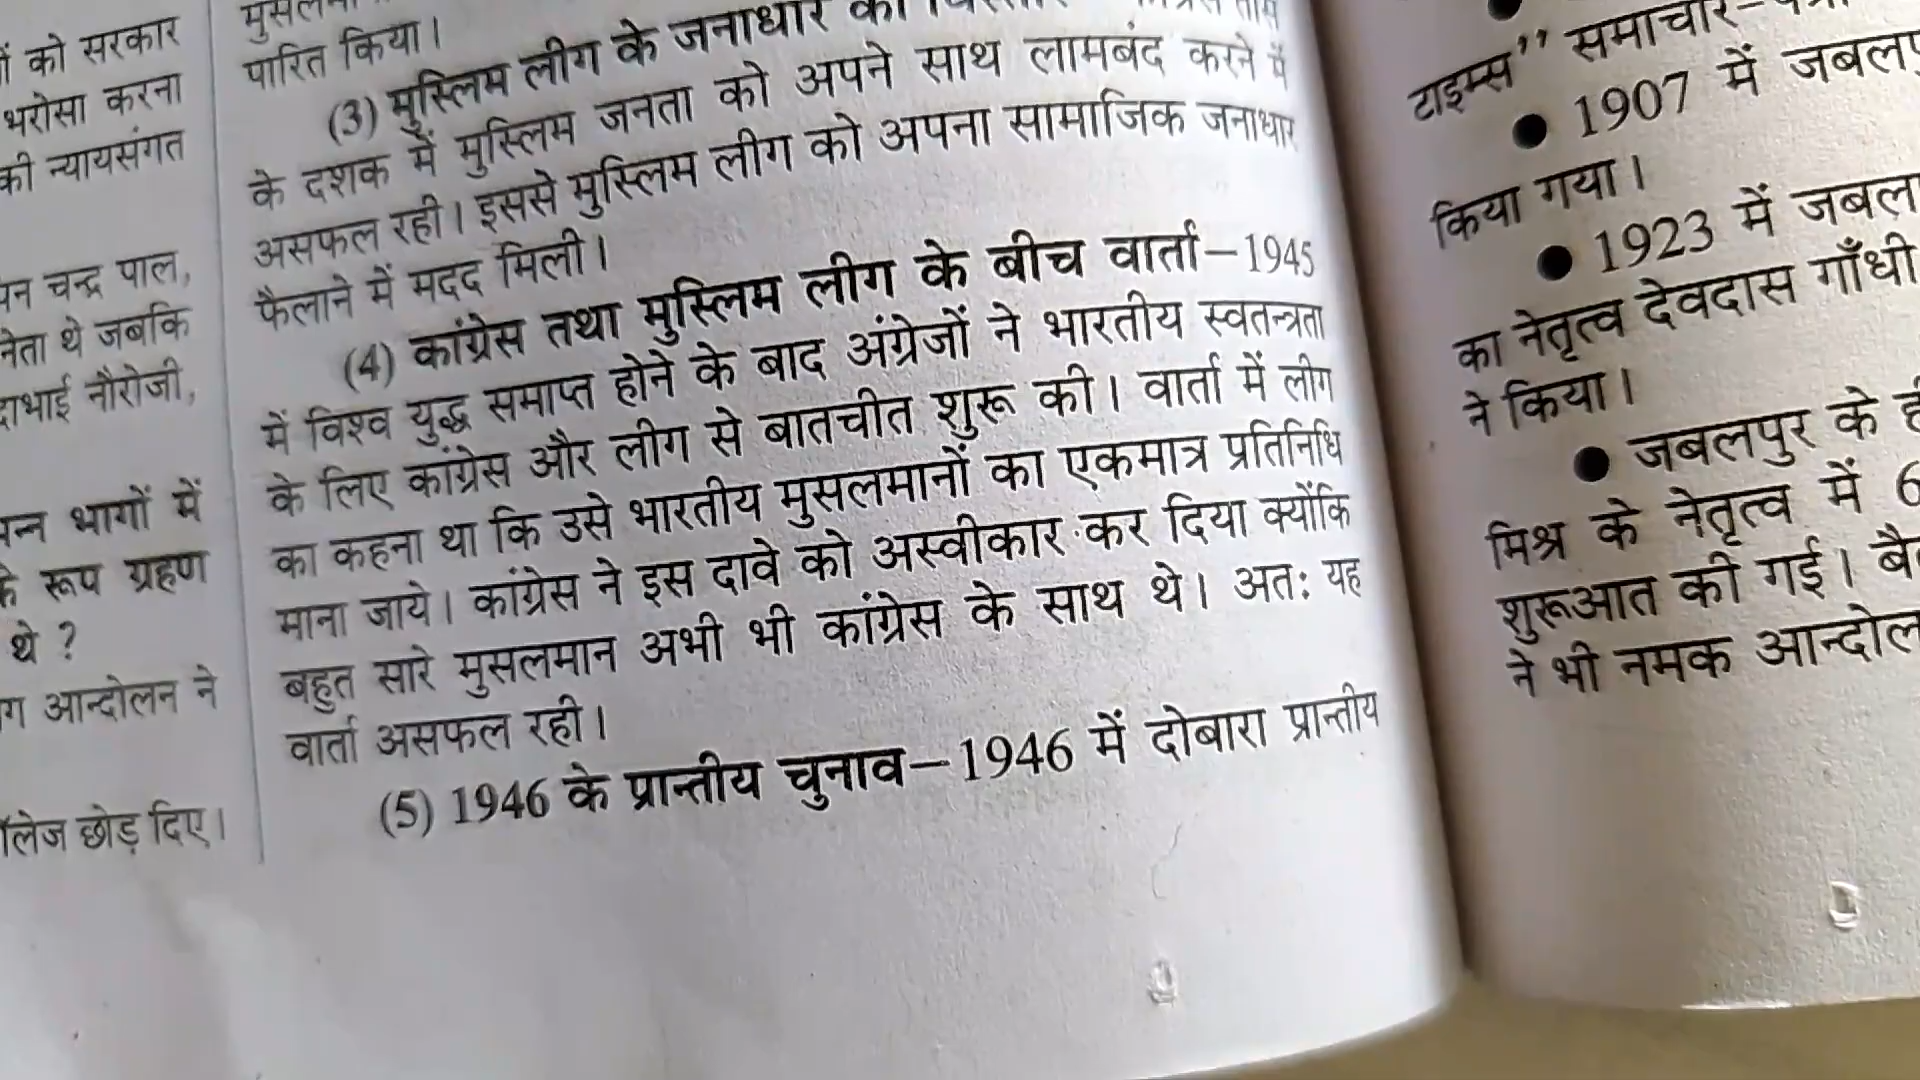 ों को सरकार
भरोसा करना
की न्यायसंगत
चन्द्र पाल,
नेता थे जबकि
दाभाई नौरोजी,
भागों में
रूप ग्रहण
थे ?
आन्दोलन ने
छोड़ दिए।
पारित किया।
(3) मुस्लिम लीग के जनाधार का
के दशक में मुस्लिम जनता को अपने साथ लामबंद करने में
असफल रही। इससे मुस्लिम लीग को अपना सामाजिक जनाधार
फैलाने में मदद मिली।
(4) कांग्रेस तथा मुस्लिम लीग के बीच वार्ता–1945
में विश्व युद्ध समाप्त होने के बाद अंग्रेजों ने भारतीय स्वतन्त्रता
के लिए कांग्रेस और लीग से बातचीत शुरू की। वार्ता में लीग
का कहना था कि उसे भारतीय मुसलमानों का एकमात्र प्रतिनिधि
माना जाये। कांग्रेस ने इस दावे को अस्वीकार कर दिया क्योंकि
बहुत सारे मुसलमान अभी भी कांग्रेस के साथ थे। अतः यह
वार्ता असफल रही।
(5) 1946 के प्रान्तीय चुनाव–1946 में दोबारा प्रान्तीय
टाइम्स’’ समाचार-
● 1907 में
किया गया।
● 1923 में
का नेतृत्व देवदास गाँधी
ने किया।
● जबलपुर के
मिश्र के नेतृत्व में 6
शुरूआत की गई।
ने भी नमक